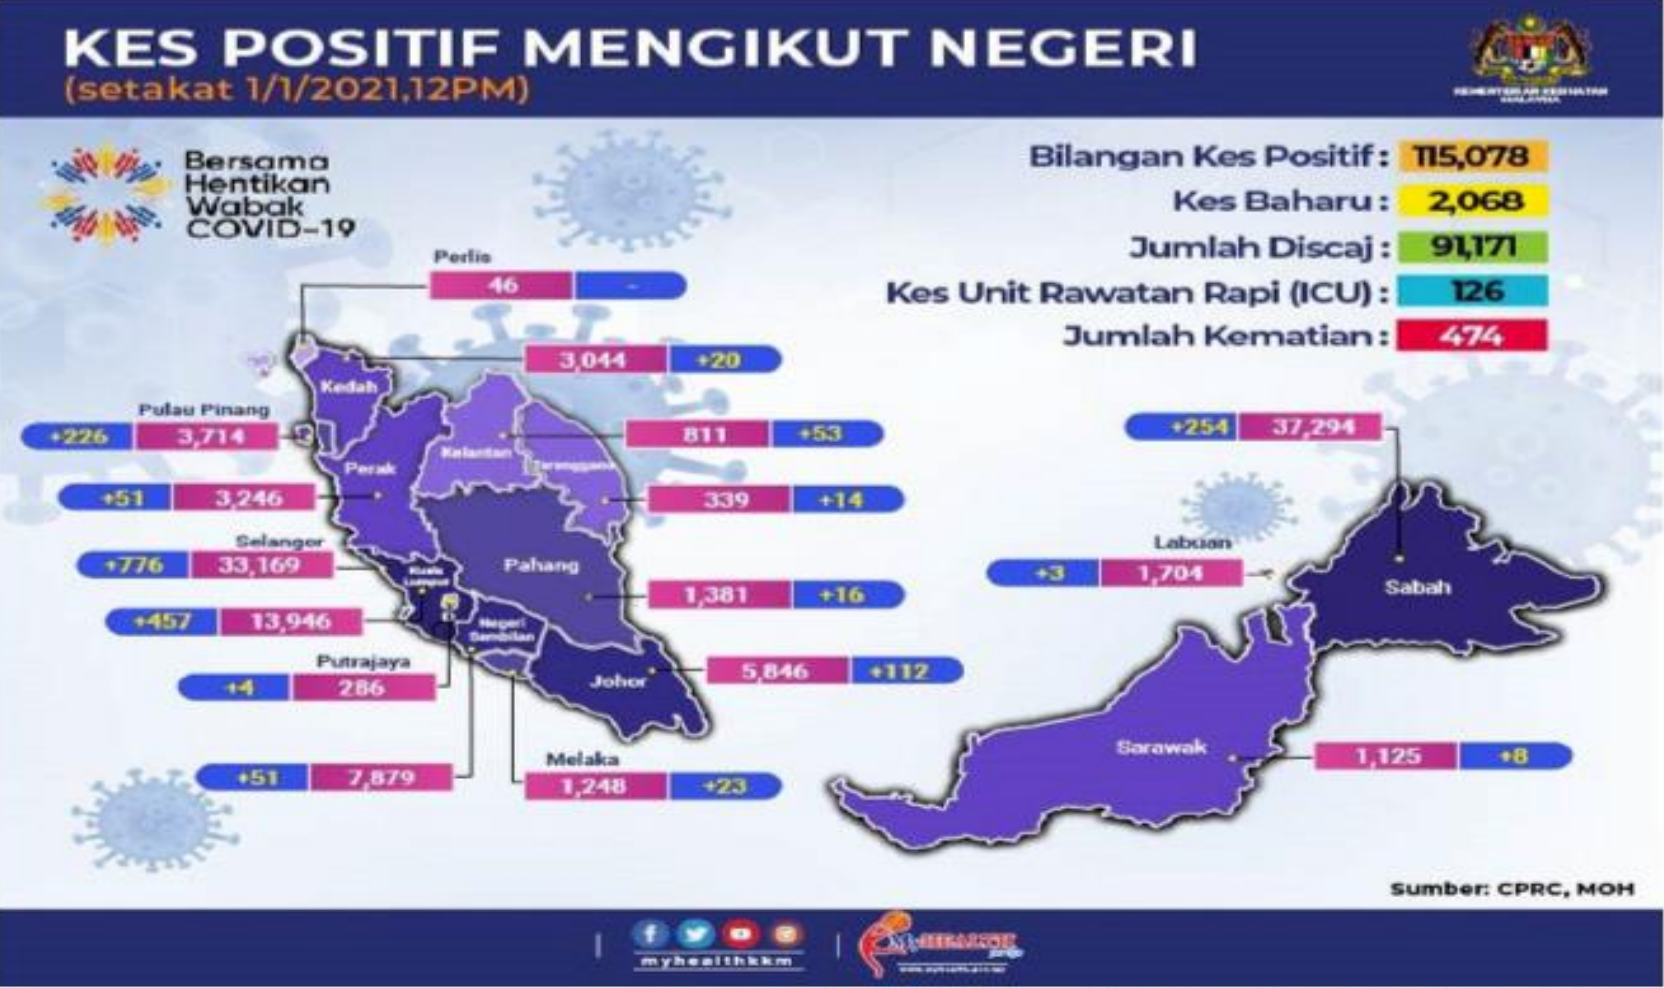 KES POSITIF MENGIKUT NEGERI
(setakat 1/1/2021,12PM)
KEMENTERIAN KESIHATAN
MALAYSIA
Bersama
Hentikan
Wabak
COVID-19
Bilangan Kes Positif : 115,078
Kes Baharu : 2,068
Jumlah Discaj : 91,171
Kes Unit Rawatan Rapi (ICU) : 126
Jumlah Kematian : 474
Perlis
46 -
3,044 +20
Kedah
Pulau Pinang
+226 3,714
811 +53
Kelantan
Terengganu
Perak
+51 3,246
339 +14
Selangor
+776 33,169
Pahang
Kuala
Lumpur
1,381 +16
+457 13,946
Negeri
Sembilan
Putrajaya
+4 286
Johor
5,846 +112
+51 7,879
Melaka
1,248 +23
+254 37,294
Labuan
+3 1,704
Sabah
Sarawak
1,125 +8
Sumber: CPRC, MOH
myhealthkkm
MyHEALTH